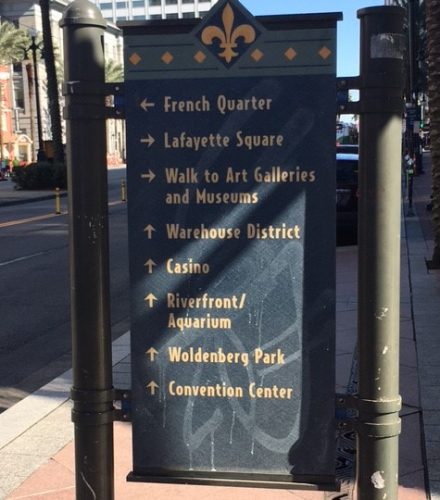 ← French Quarter
→ Lafayette Square
→ Walk to Art Galleries
and Museums
↑ Warehouse District
↑ Casino
↑ Riverfront/
Aquarium
↑ Woldenberg Park
↑ Convention Center